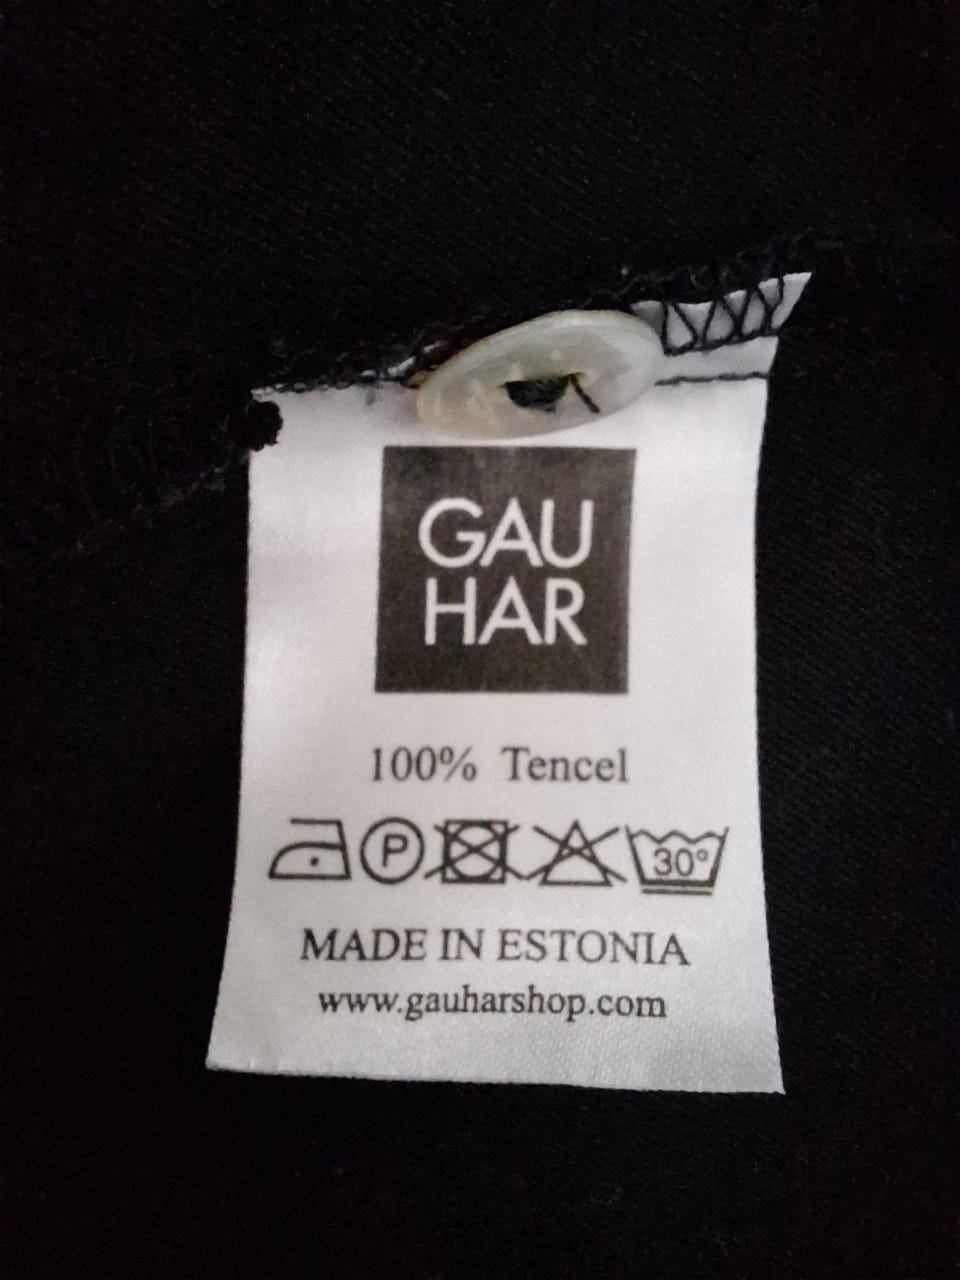 GAU
HAR
100% Tencel
P 30°
MADE IN ESTONIA
www.gauharshop.com